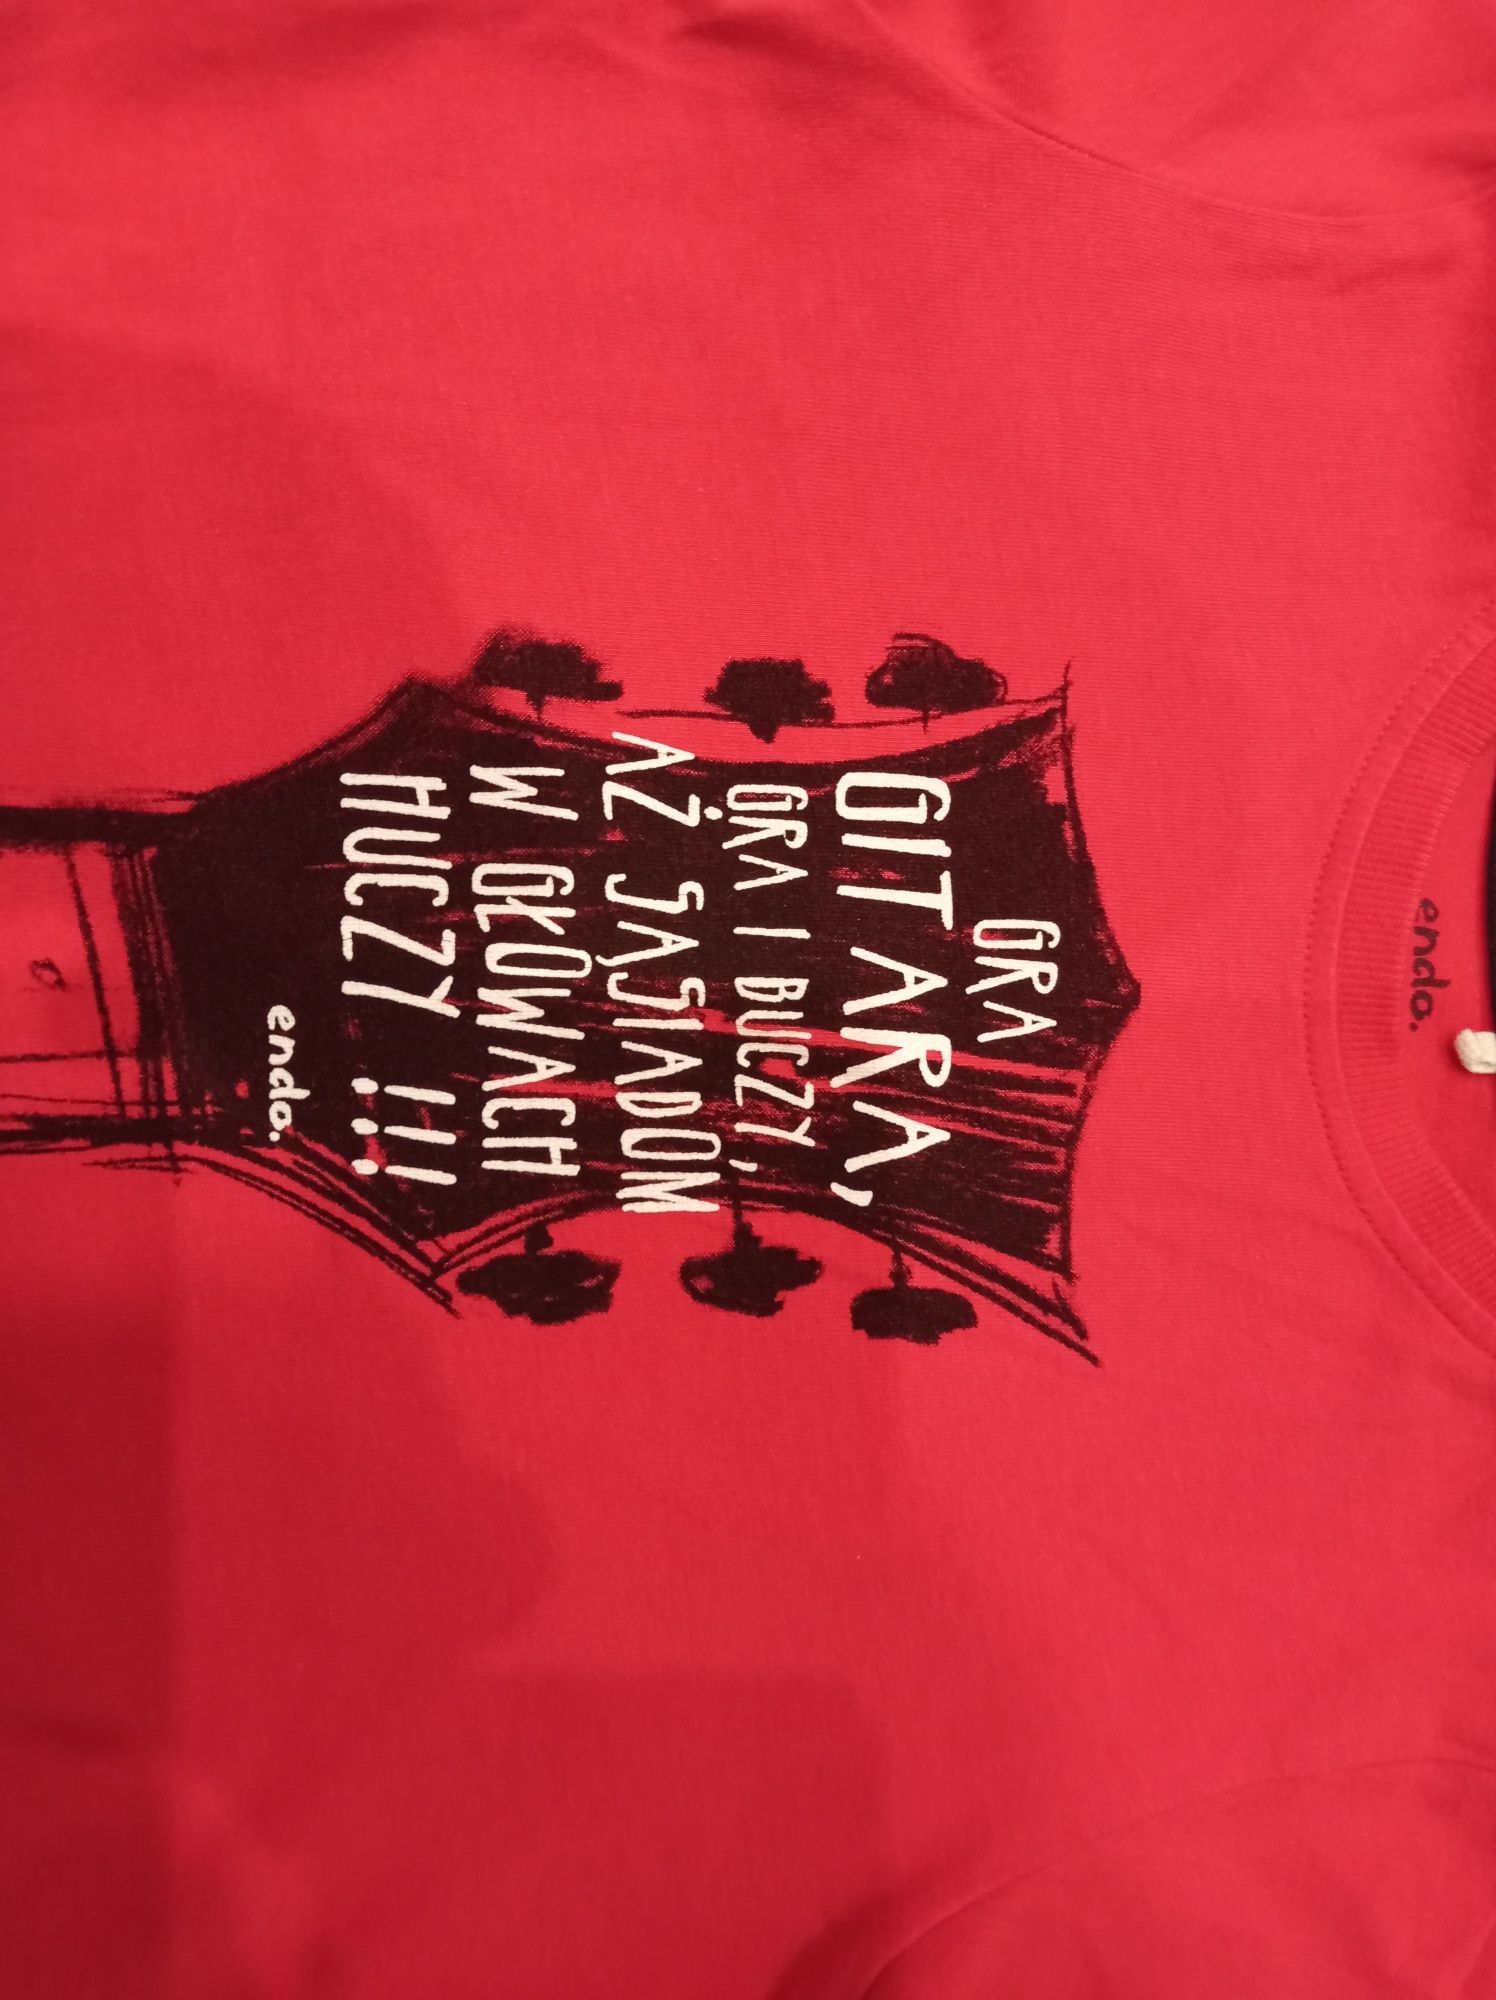 endo.
GRA
GITARA,
GRA I BUCZY,
AŻ SĄSIADOM
W GŁOWACH
HUCZY !!!
endo.